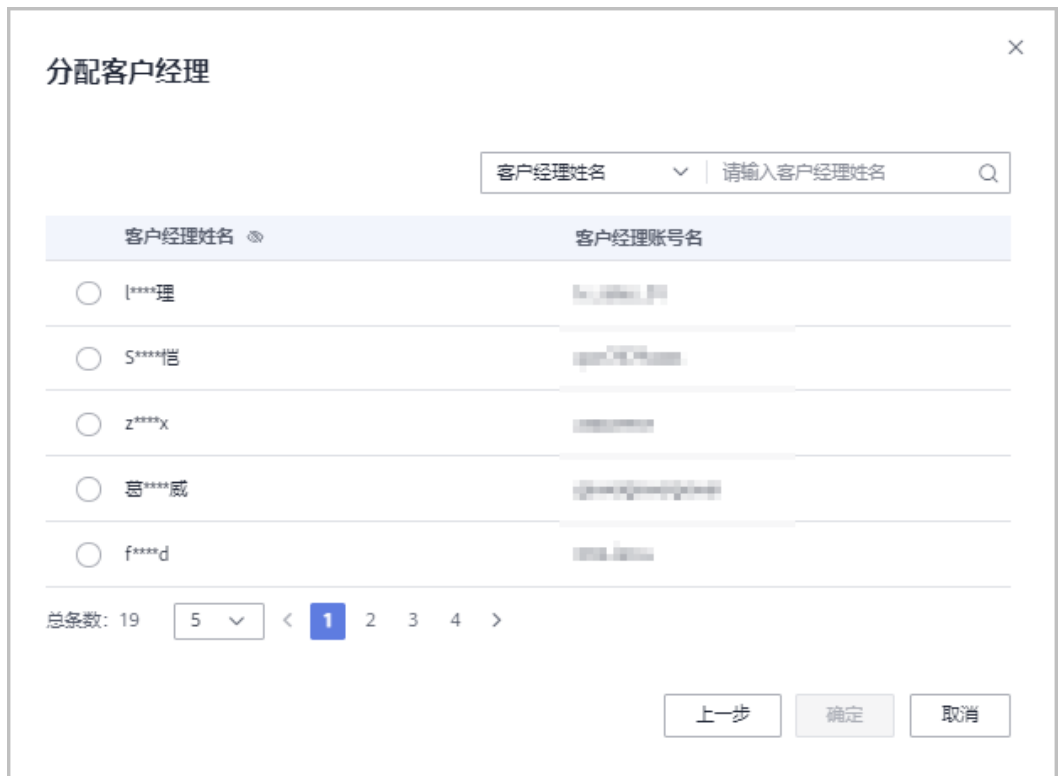 分配客户经理
客户经理姓名 请输入客户经理姓名
客户经理姓名 客户经理账号名
l****理
S****恺
z****x
葛****威
f****d
总条数: 19 5 1 2 3 4
上一步 确定 取消